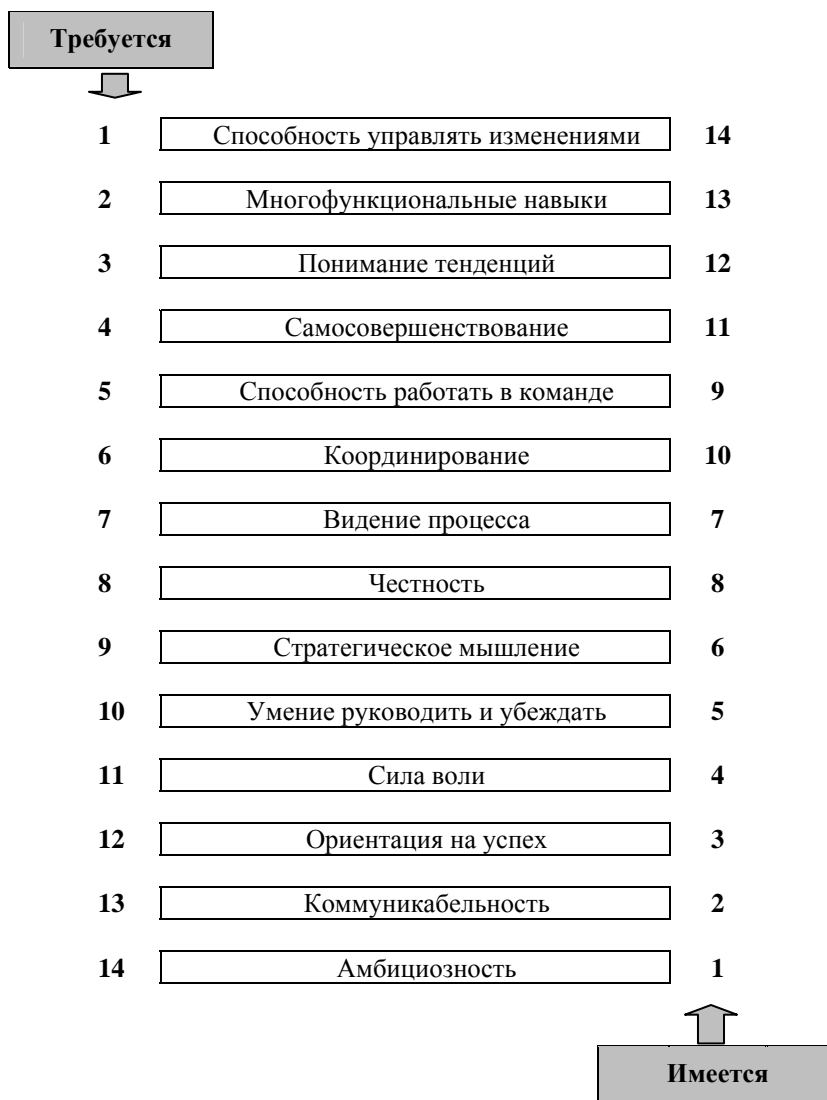 Требуется
1 Способность управлять изменениями 14
2 Многофункциональные навыки 13
3 Понимание тенденций 12
4 Самосовершенствование 11
5 Способность работать в команде 9
6 Координирование 10
7 Видение процесса 7
8 Честность 8
9 Стратегическое мышление 6
10 Умение руководить и убеждать 5
11 Сила воли 4
12 Ориентация на успех 3
13 Коммуникабельность 2
14 Амбициозность 1
Имеется